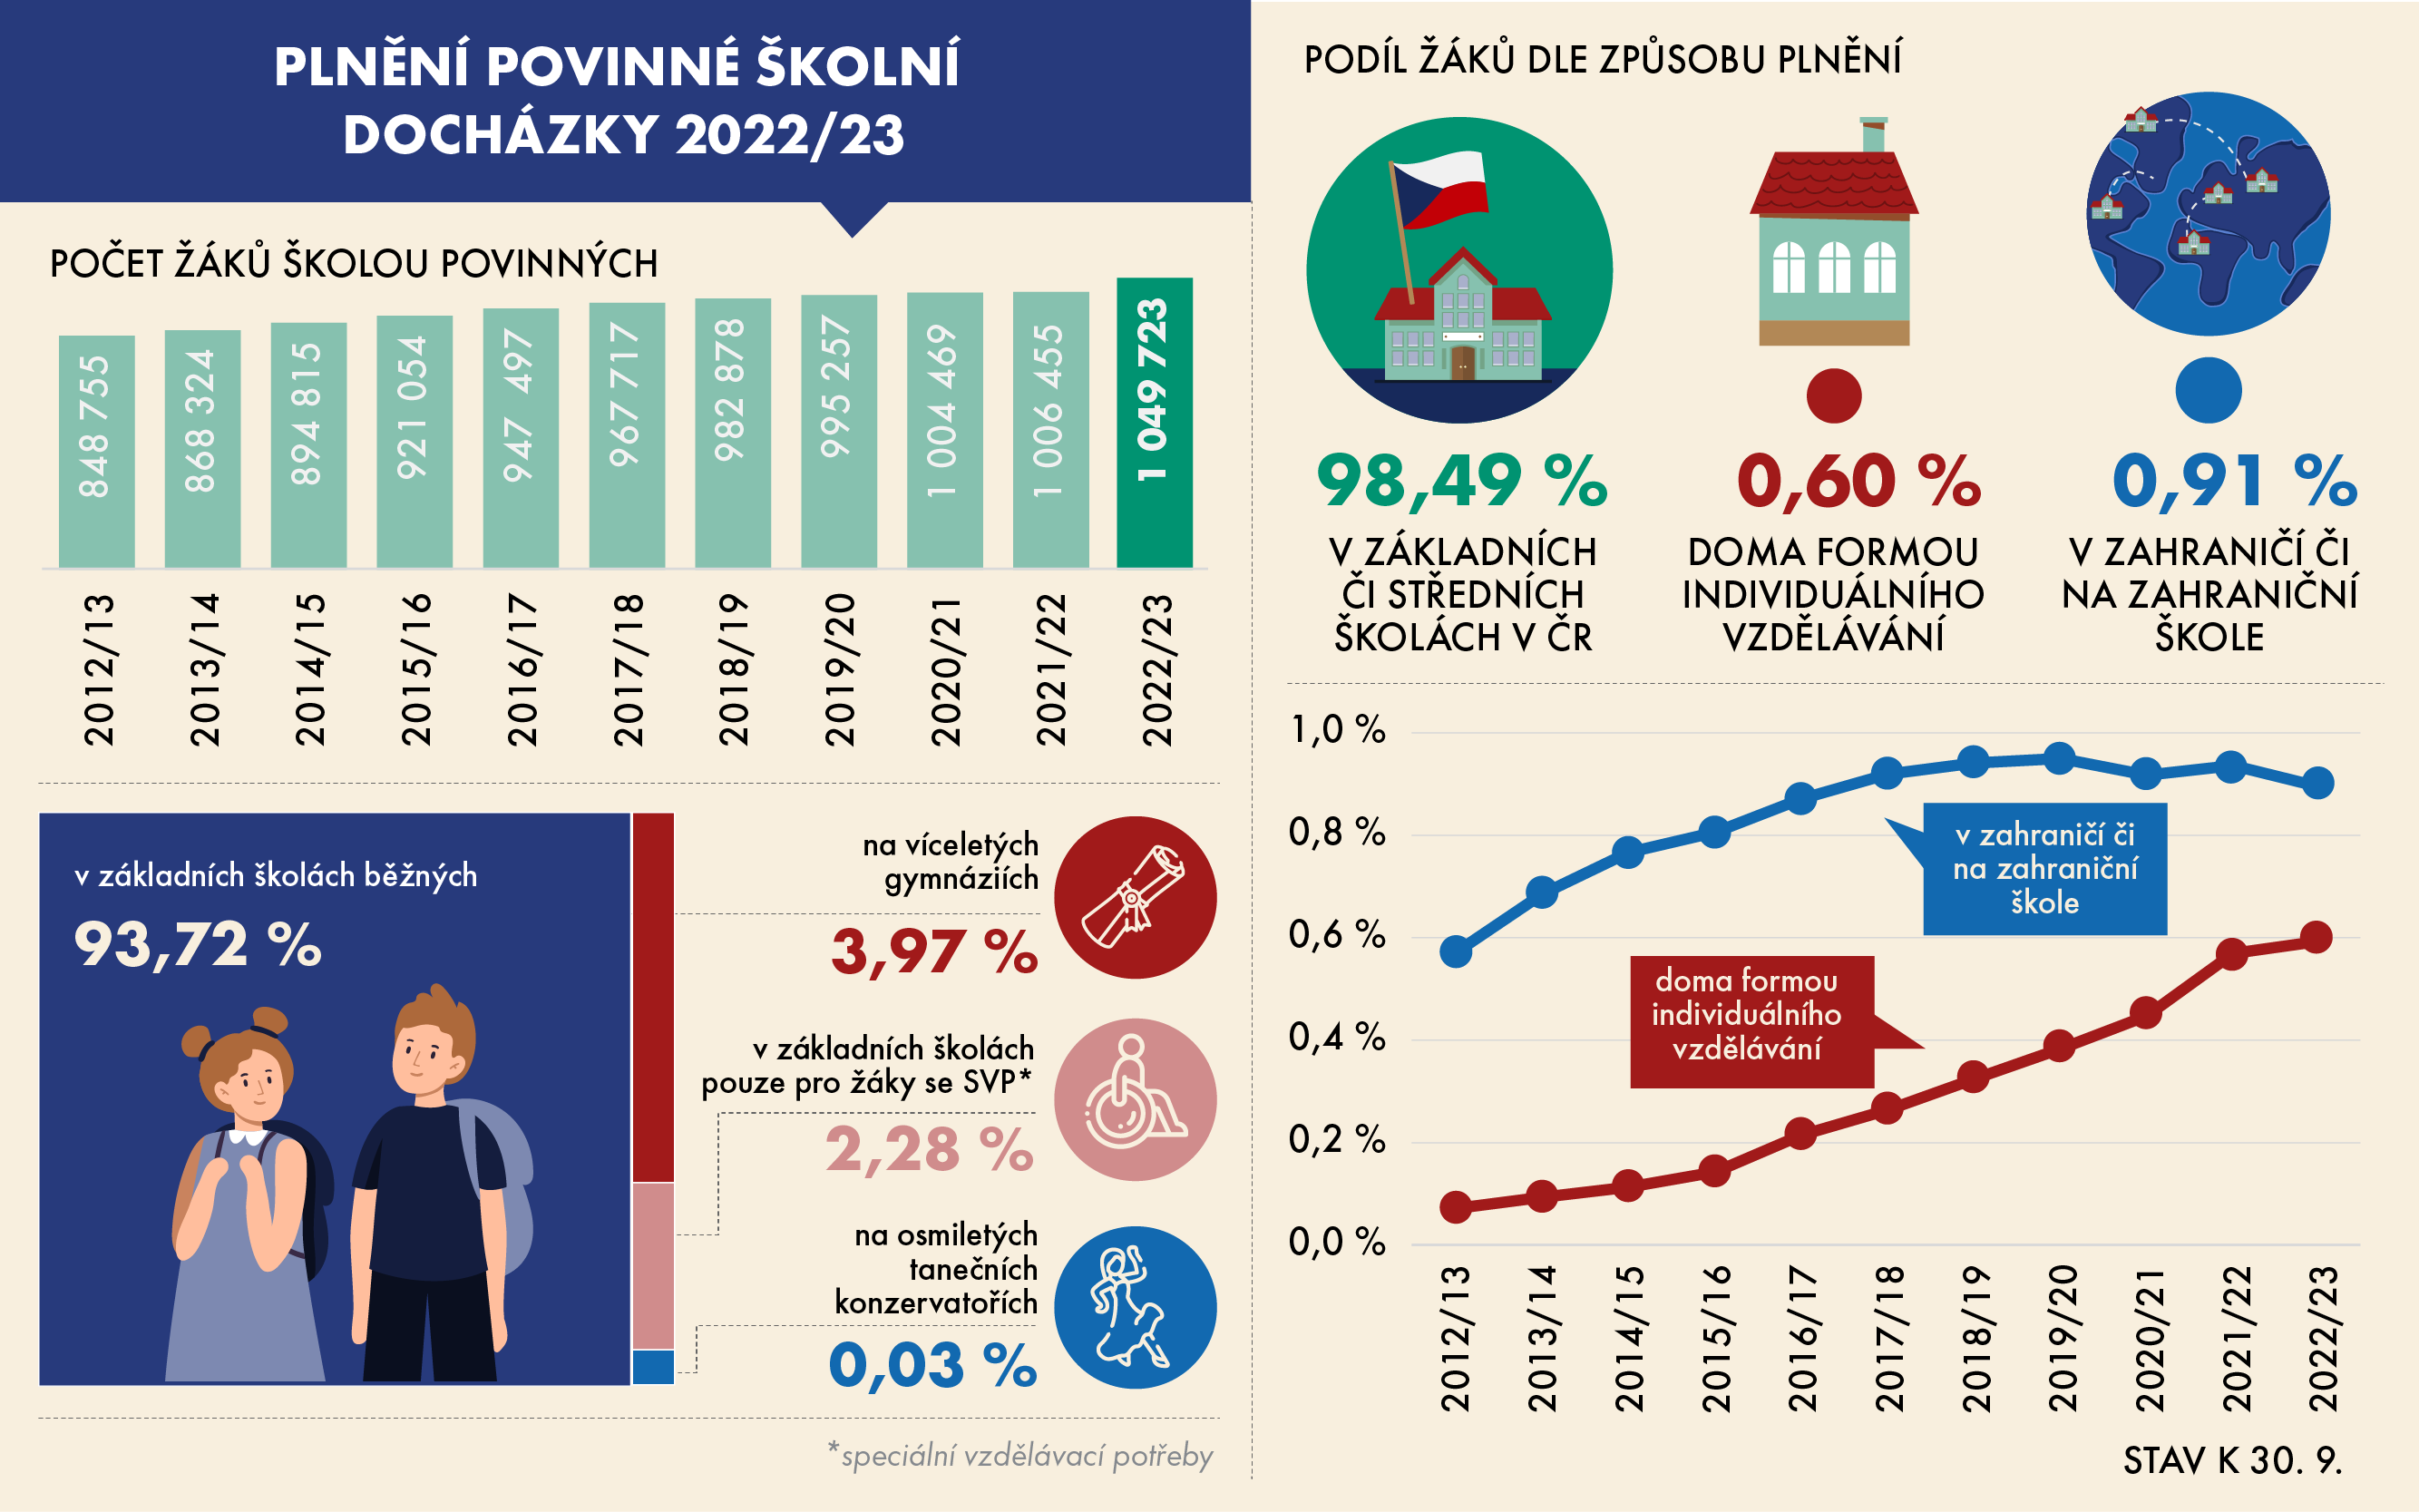 PLNĚNÍ POVINNÉ ŠKOLNÍ
DOCHÁZKY 2022/23
POČET ŽÁKŮ ŠKOLOU POVINNÝCH
848 755
868 324
894 815
921 054
947 497
967 717
982 878
995 257
1 004 469
1 006 455
1 049 723
2012/13
2013/14
2014/15
2015/16
2016/17
2017/18
2018/19
2019/20
2020/21
2021/22
2022/23
v základních školách běžných
93,72 %
na víceletých
gymnáziích
3,97 %
v základních školách
pouze pro žáky se SVP*
2,28 %
na osmiletých
tanečních
konzervatořích
0,03 %
*speciální vzdělávací potřeby
PODÍL ŽÁKŮ DLE ZPŮSOBU PLNĚNÍ
98,49 %
V ZÁKLADNÍCH
ČI STŘEDNÍCH
ŠKOLÁCH V ČR
0,60 %
DOMA FORMOU
INDIVIDUÁLNÍHO
VZDĚLÁVÁNÍ
0,91 %
V ZAHRANIČÍ ČI
NA ZAHRANIČNÍ
ŠKOLE
1,0 %
0,8 %
0,6 %
0,4 %
0,2 %
0,0 %
v zahraničí či
na zahraniční
škole
doma formou
individuálního
vzdělávání
2012/13
2013/14
2014/15
2015/16
2016/17
2017/18
2018/19
2019/20
2020/21
2021/22
2022/23
STAV K 30. 9.